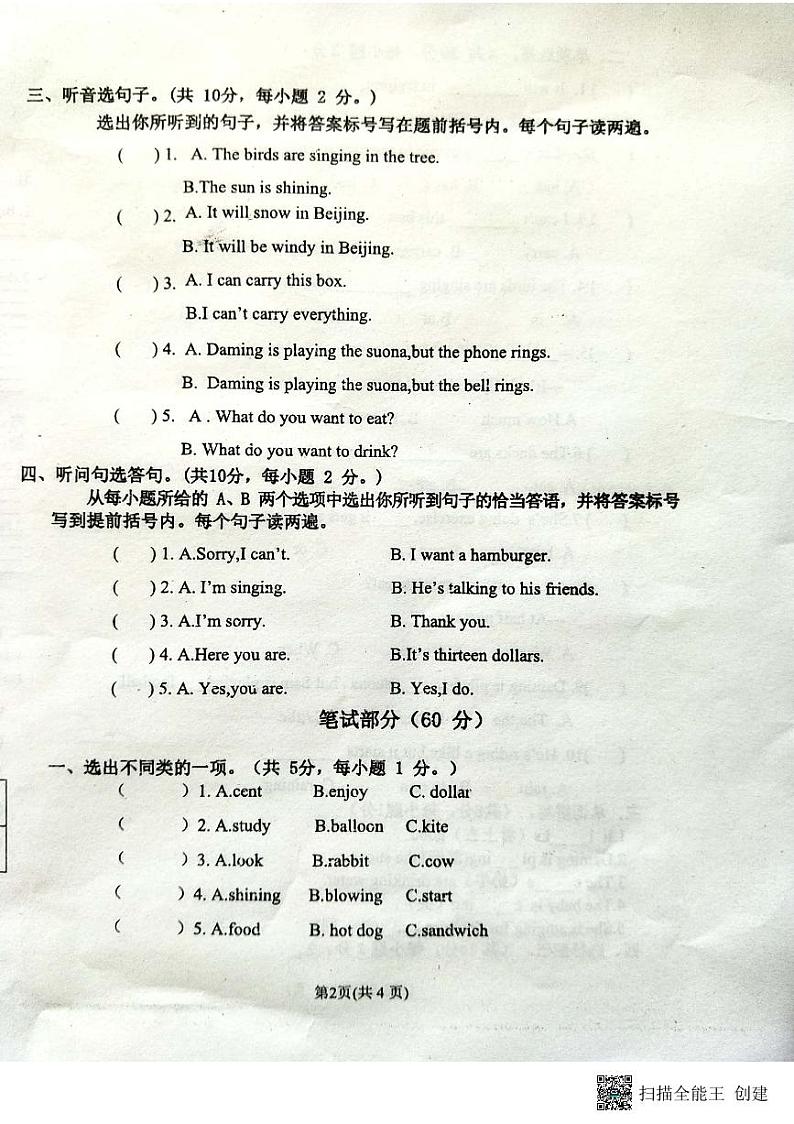 三、听音选句子。(共 10分，每小题 2 分。)
选出你所听到的句子，并将答案标号写在题前括号内。每个句子读两遍。
(    ) 1. A. The birds are singing in the tree.
B.The sun is shining.
(    ) 2. A. It will snow in Beijing.
B. It will be windy in Beijing.
(    ) 3. A. I can carry this box.
B.I can't carry everything.
(    ) 4. A. Daming is playing the suona,but the phone rings.
B. Daming is playing the suona,but the bell rings.
(    ) 5. A . What do you want to eat?
B. What do you want to drink?
四、听问句选答句。(共10分，每小题 2 分。)
从每小题所给的 A、B 两个选项中选出你所听到句子的恰当答语，并将答案标号
写到提前括号内。每个句子读两遍。
(    ) 1. A.Sorry,I can't. B. I want a hamburger.
(    ) 2. A. I'm singing. B. He's talking to his friends.
(    ) 3. A.I'm sorry. B. Thank you.
(    ) 4. A.Here you are. B.It's thirteen dollars.
(    ) 5. A. Yes,you are. B. Yes,I do.
笔试部分（60 分）
一、选出不同类的一项。（共 5分，每小题 1 分。）
(    ) 1. A.cent B.enjoy C. dollar
(    ) 2. A.study B.balloon C.kite
(    ) 3. A.look B.rabbit C.cow
(    ) 4. A.shining B.blowing C.start
(    ) 5. A.food B. hot dog C.sandwich
第2页(共 4 页)
扫描全能王 创建